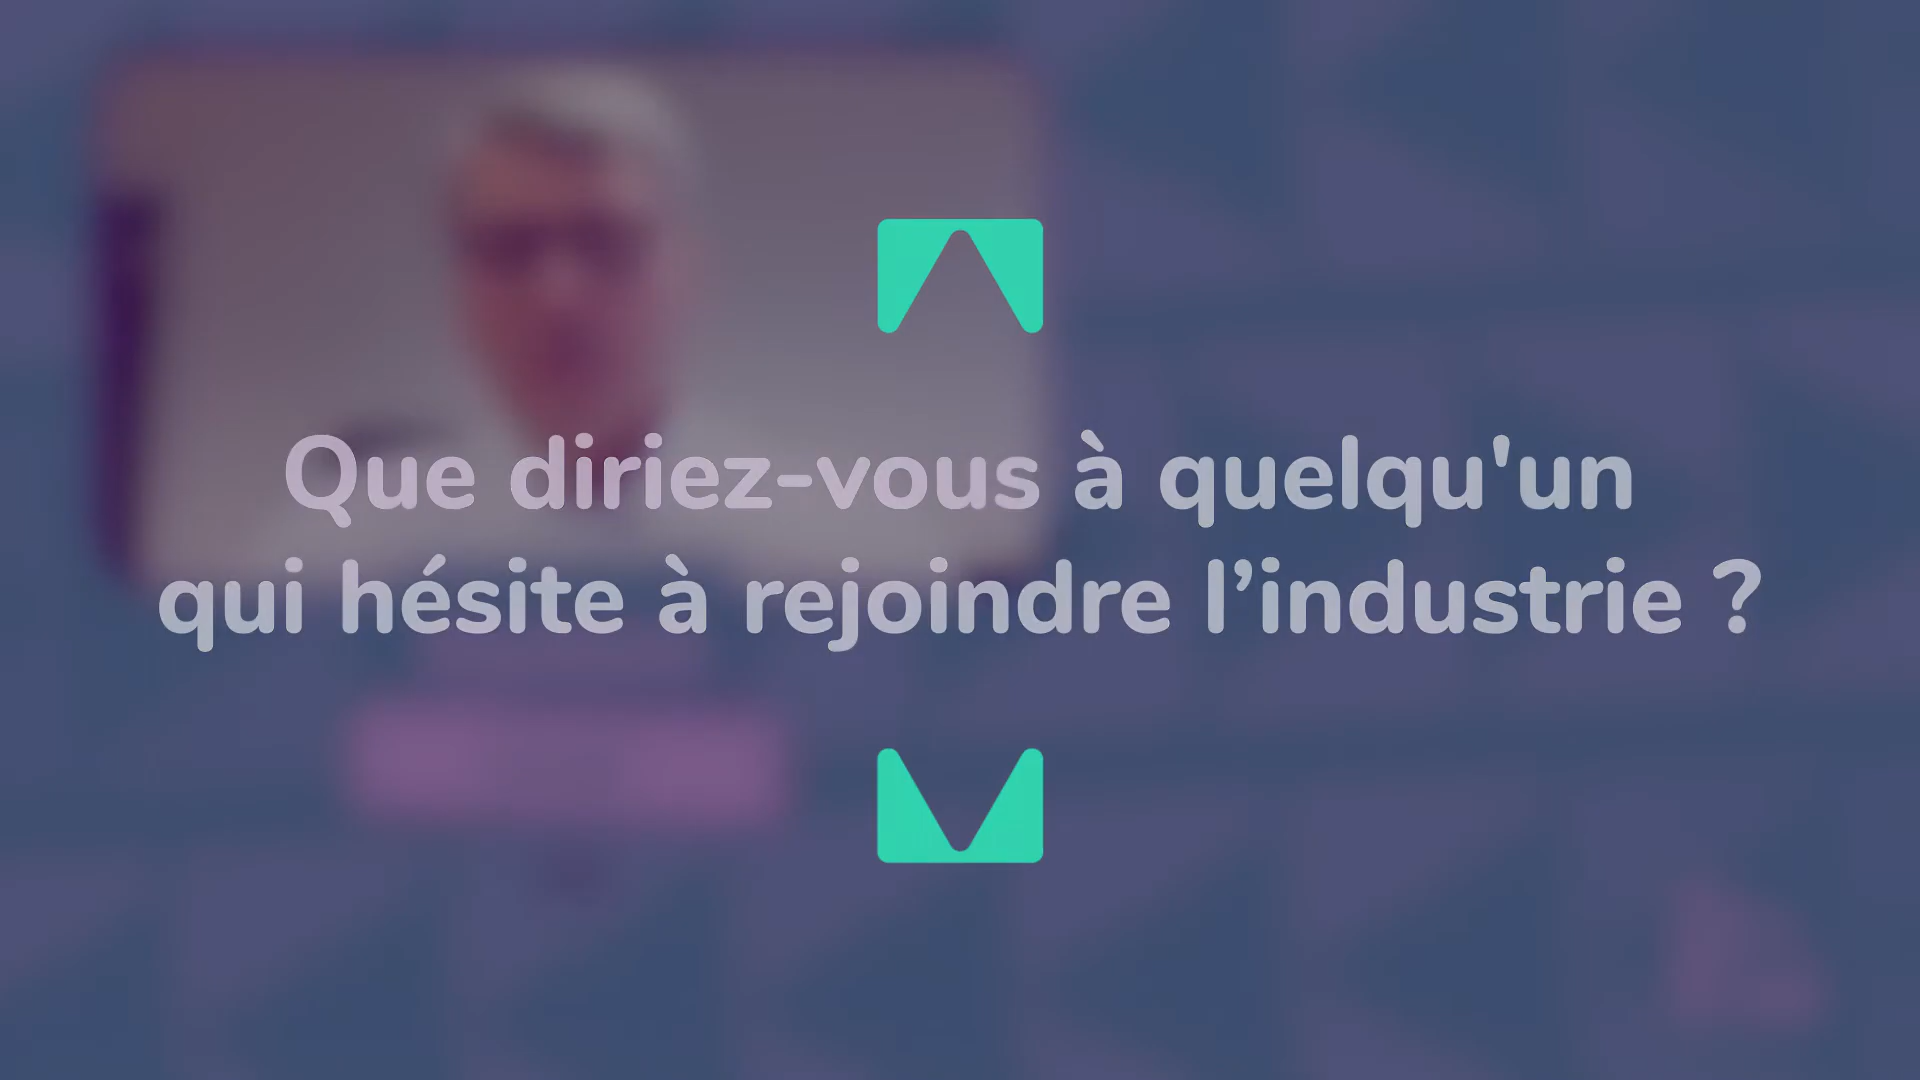 Que diriez-vous à quelqu'un
qui hésite à rejoindre l’industrie ?